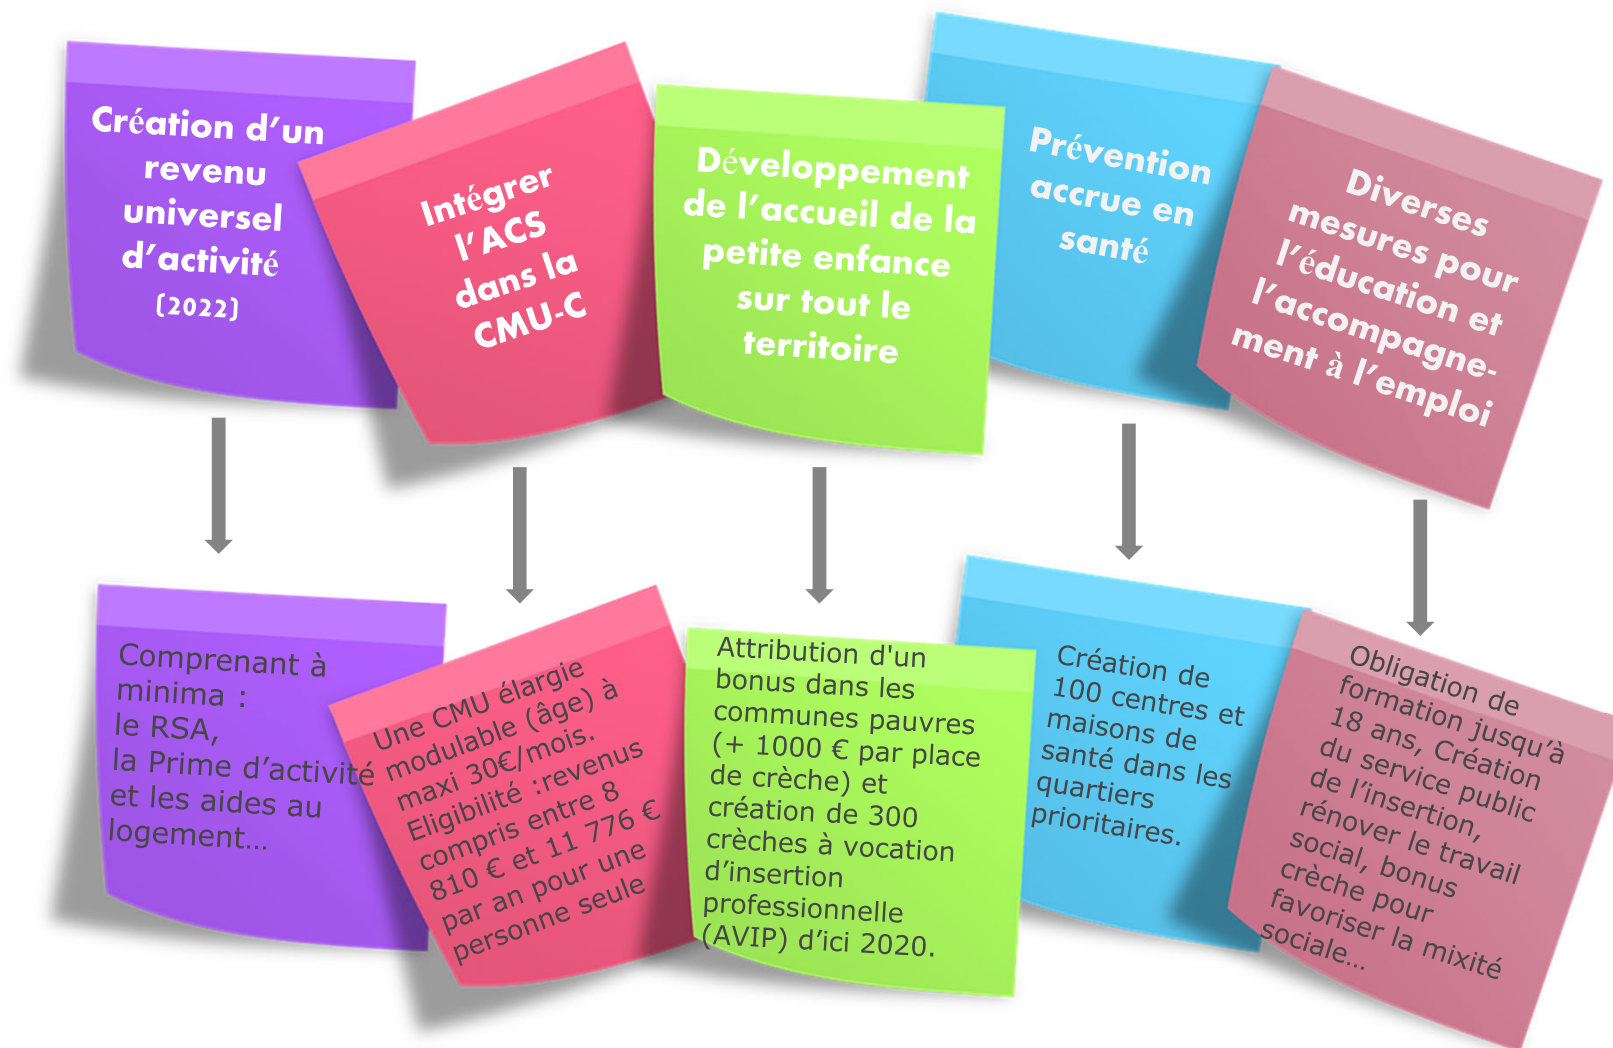 Création d’un
revenu
universel
d’activité
(2022)
Intégrer
l’ACS
dans la
CMU-C
Développement
de l’accueil de la
petite enfance
sur tout le
territoire
Prévention
accrue en
santé
Diverses
mesures pour
l’éducation et
l’accompagne-
ment à l’emploi
Comprenant à
minima :
le RSA,
la Prime d’activité
et les aides au
logement…
Une CMU élargie
modulable (âge) à
maxi 30€/mois.
Eligibilité :revenus
compris entre 8
810 € et 11 776 €
par an pour une
personne seule
Attribution d'un
bonus dans les
communes pauvres
(+ 1000 € par place
de crèche) et
création de 300
crèches à vocation
d’insertion
professionnelle
(AVIP) d’ici 2020.
Création de
100 centres et
maisons de
santé dans les
quartiers
prioritaires.
Obligation de
formation jusqu’à
18 ans, Création
du service public
de l’insertion,
rénover le travail
social, bonus
crèche pour
favoriser la mixité
sociale…